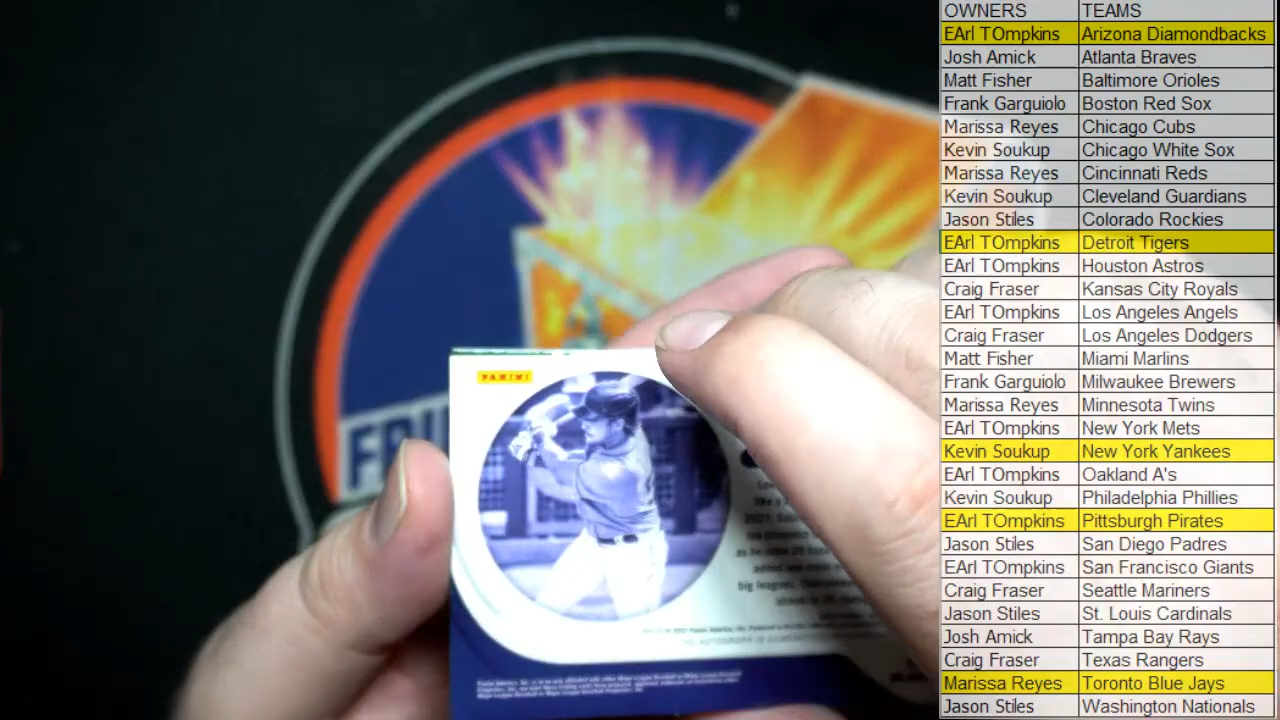 OWNERS TEAMS
EArl TOmpkins Arizona Diamondbacks
Josh Amick Atlanta Braves
Matt Fisher Baltimore Orioles
Frank Garguiolo Boston Red Sox
Marissa Reyes Chicago Cubs
Kevin Soukup Chicago White Sox
Marissa Reyes Cincinnati Reds
Kevin Soukup Cleveland Guardians
Jason Stiles Colorado Rockies
EArl TOmpkins Detroit Tigers
EArl TOmpkins Houston Astros
Craig Fraser Kansas City Royals
EArl TOmpkins Los Angeles Angels
Craig Fraser Los Angeles Dodgers
Matt Fisher Miami Marlins
Frank Garguiolo Milwaukee Brewers
Marissa Reyes Minnesota Twins
EArl TOmpkins New York Mets
Kevin Soukup New York Yankees
EArl TOmpkins Oakland A's
Kevin Soukup Philadelphia Phillies
EArl TOmpkins Pittsburgh Pirates
Jason Stiles San Diego Padres
EArl TOmpkins San Francisco Giants
Craig Fraser Seattle Mariners
Jason Stiles St. Louis Cardinals
Josh Amick Tampa Bay Rays
Craig Fraser Texas Rangers
Marissa Reyes Toronto Blue Jays
Jason Stiles Washington Nationals
PANINI
2021.
big leagues.